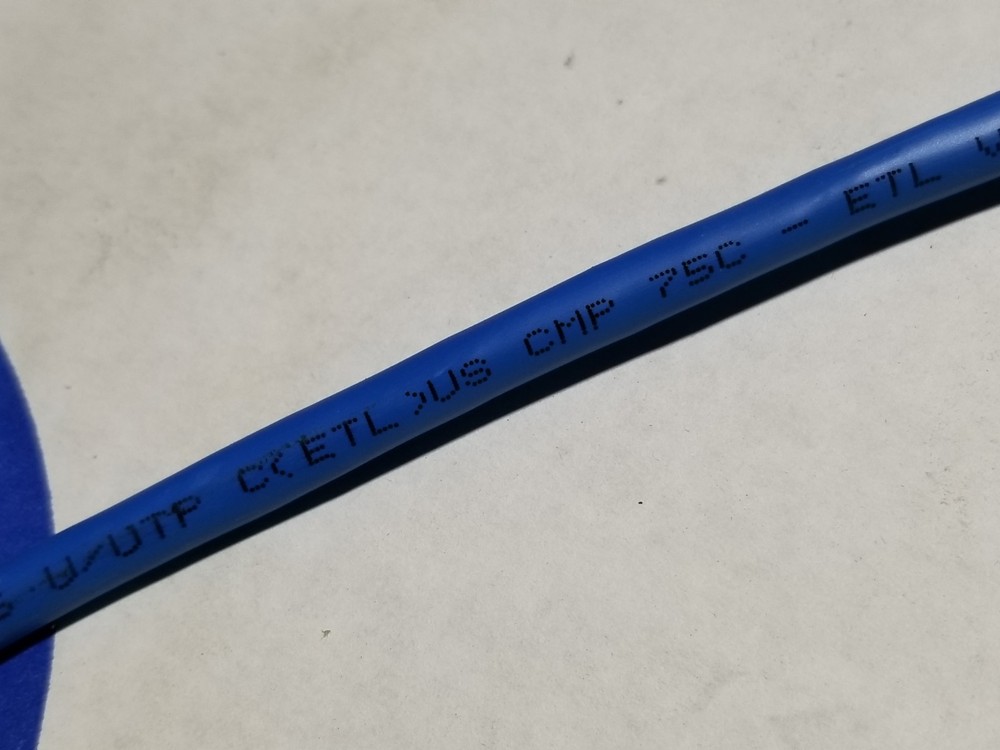 U/UTP C(ETL)US CMP 75C - ETL